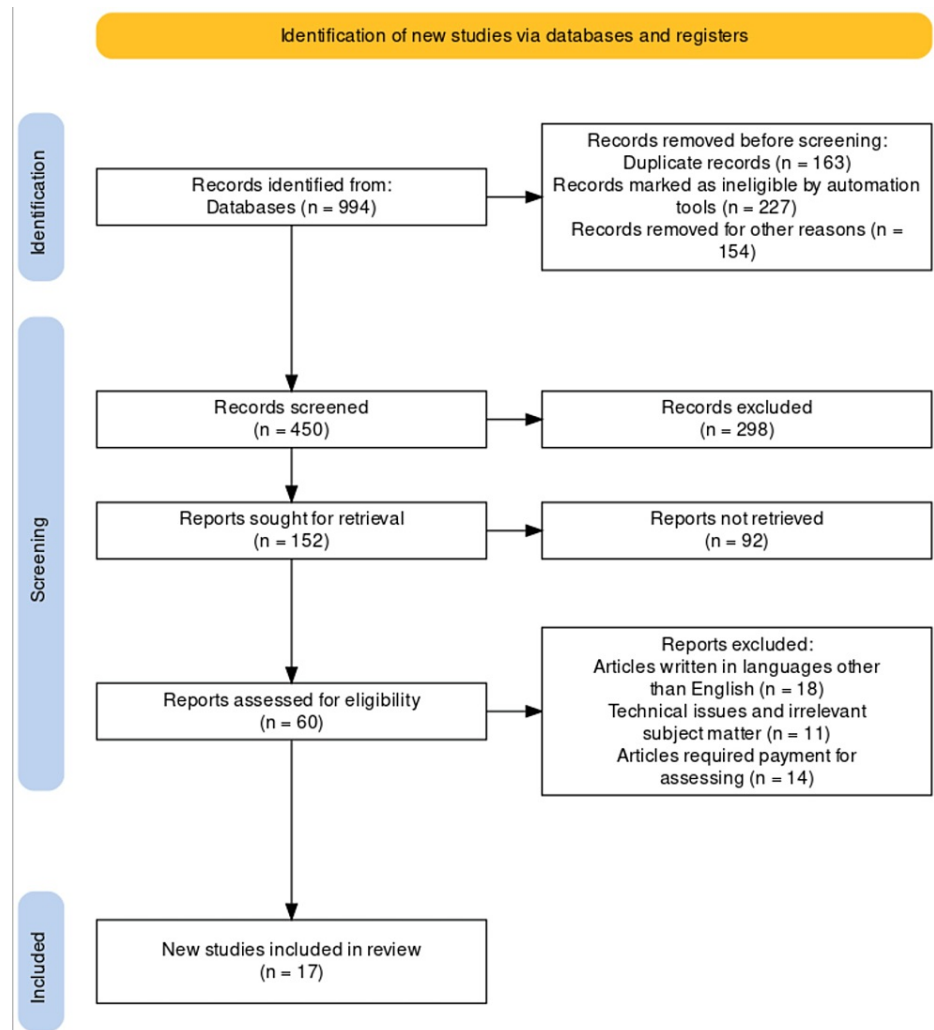 Identification of new studies via databases and registers
Identification
Records identified from:
Databases (n = 994)
Records removed before screening:
Duplicate records (n = 163)
Records marked as ineligible by automation
tools (n = 227)
Records removed for other reasons (n =
154)
Screening
Records screened
(n = 450)
Records excluded
(n = 298)
Reports sought for retrieval
(n = 152)
Reports not retrieved
(n = 92)
Reports assessed for eligibility
(n = 60)
Reports excluded:
Articles written in languages other
than English (n = 18)
Technical issues and irrelevant
subject matter (n = 11)
Articles required payment for
assessing (n = 14)
Included
New studies included in review
(n = 17)